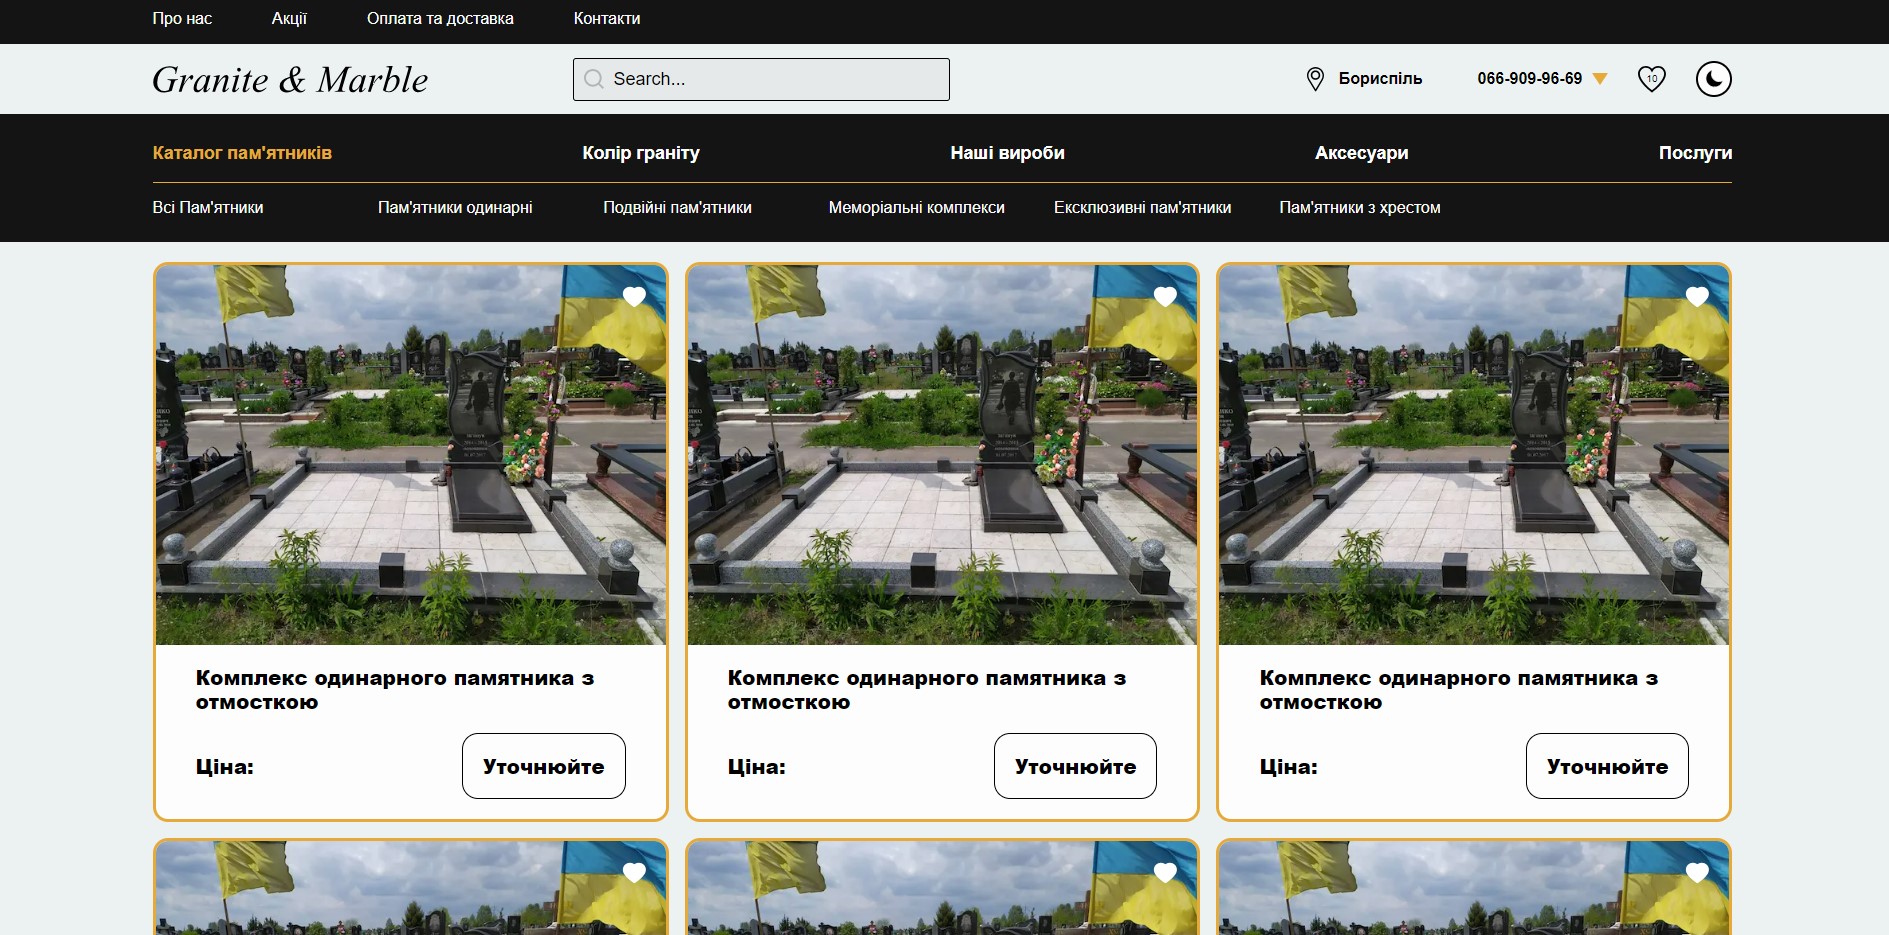 Про нас Акції Оплата та доставка Контакти
Granite & Marble Search... Бориспіль 066-909-96-69 10
Каталог пам'ятників Колір граніту Наші вироби Аксесуари Послуги
Всі Пам'ятники Пам'ятники одинарні Подвійні пам'ятники Меморіальні комплекси Ексклюзивні пам'ятники Пам'ятники з хрестом
Комплекс одинарного памятника з
отмосткою
Ціна: Уточнюйте
Комплекс одинарного памятника з
отмосткою
Ціна: Уточнюйте
Комплекс одинарного памятника з
отмосткою
Ціна: Уточнюйте